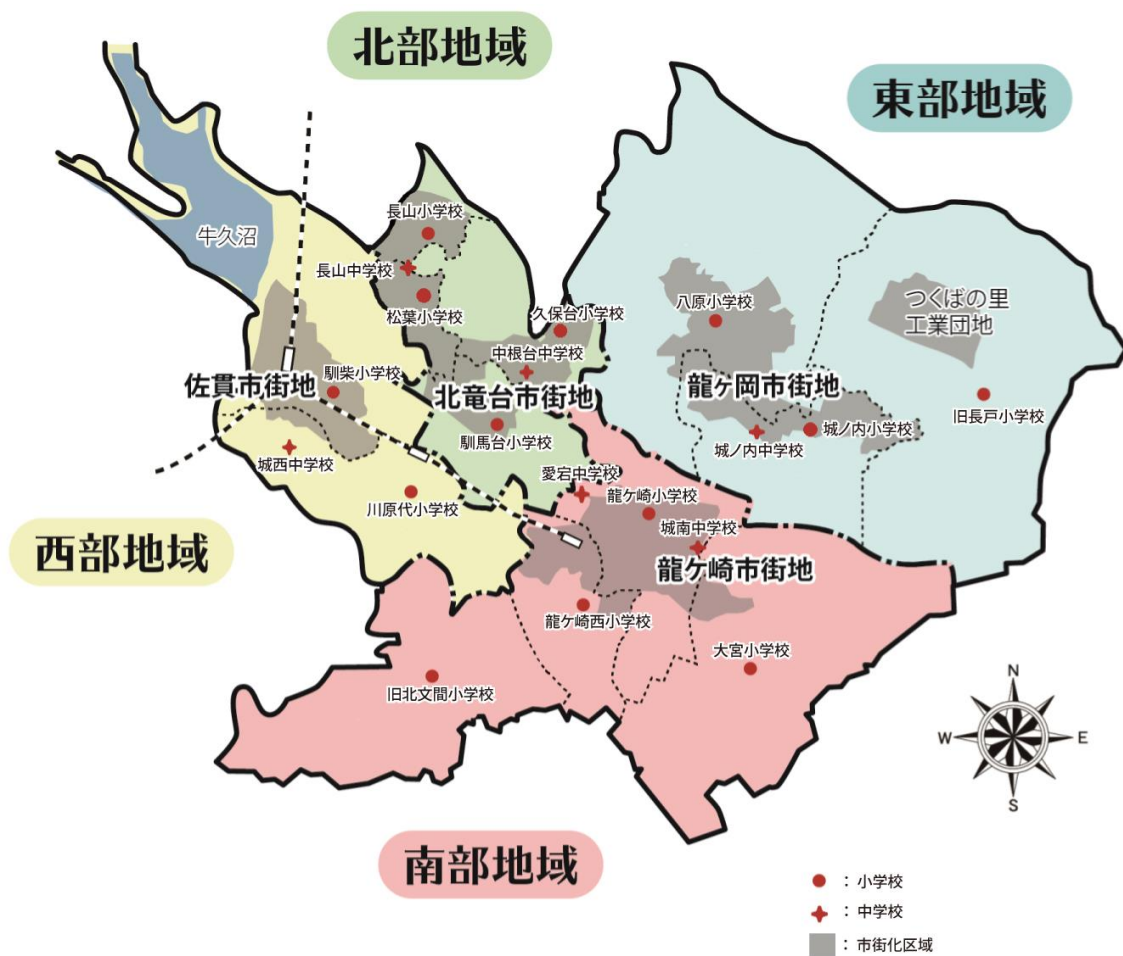 北部地域
東部地域
牛久沼
長山小学校
長山中学校
松葉小学校
久保台小学校
中根台中学校
八原小学校
つくばの里
工業団地
佐貫市街地
馴柴小学校
北竜台市街地
龍ヶ岡市街地
旧長戸小学校
馴馬台小学校
城ノ内小学校
城ノ内中学校
城西中学校
愛宕中学校
龍ケ崎小学校
川原代小学校
城南中学校
西部地域
龍ケ崎市街地
龍ケ崎西小学校
大宮小学校
旧北文間小学校
N
W
E
S
南部地域
：小学校
：中学校
：市街化区域